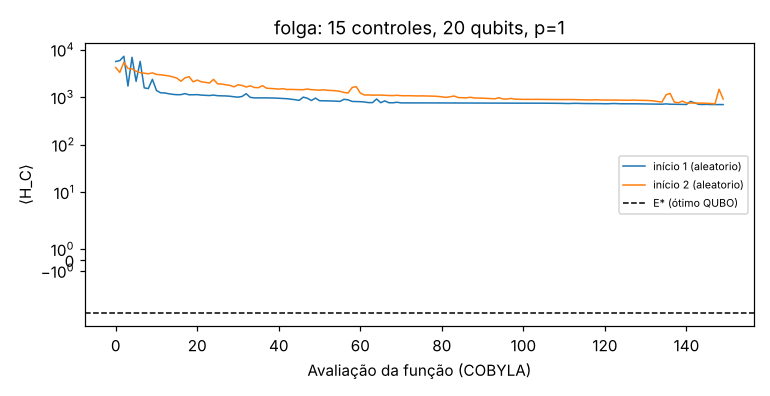 folga: 15 controles, 20 qubits, p=1
10⁴
10³
10²
10¹
10⁰
0
−10⁰
⟨H_C⟩
início 1 (aleatorio)
início 2 (aleatorio)
E* (ótimo QUBO)
0 20 40 60 80 100 120 140
Avaliação da função (COBYLA)